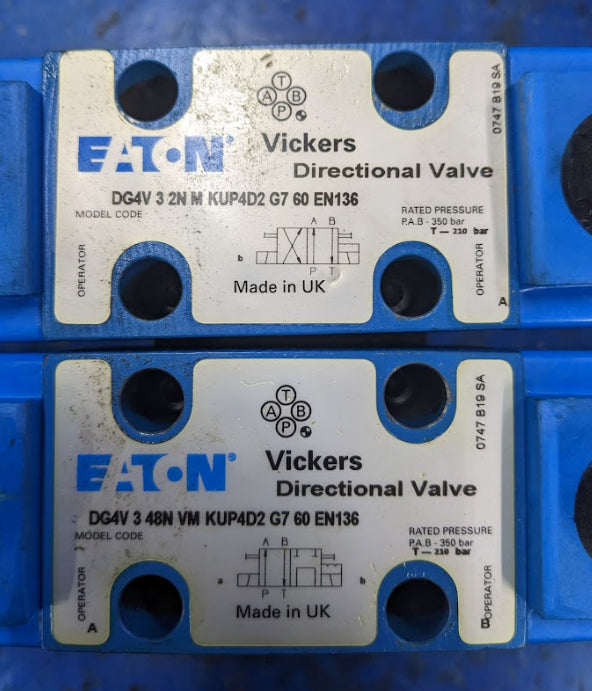 T
A B
P
0747 B19 SA
EATON® Vickers
Directional Valve
DG4V 3 2N M KUP4D2 G7 60 EN136
MODEL CODE
RATED PRESSURE
P.A.B - 350 bar
T — 210 bar
OPERATOR
A B
b
P T
Made in UK
OPERATOR
A
T
A B
P
0747 B19 SA
EATON® Vickers
Directional Valve
DG4V 3 48N VM KUP4D2 G7 60 EN136
MODEL CODE
RATED PRESSURE
P.A.B - 350 bar
T — 210 bar
OPERATOR
A
A B
a b
P T
Made in UK
OPERATOR
B